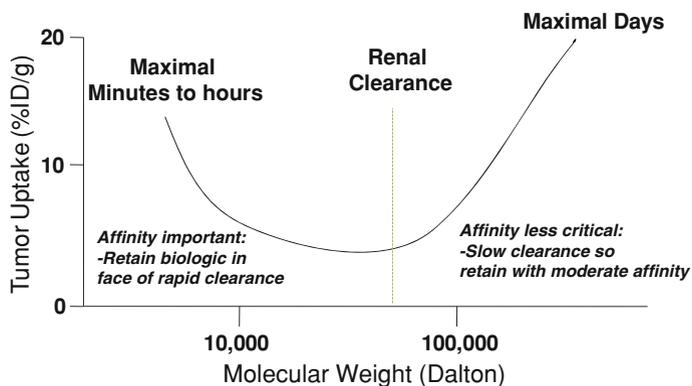 Maximal Days
20
Maximal
Minutes to hours
Renal
Clearance
Tumor Uptake (%ID/g)
10
Affinity important:
-Retain biologic in
face of rapid clearance
Affinity less critical:
-Slow clearance so
retain with moderate affinity
0
10,000
100,000
Molecular Weight (Dalton)